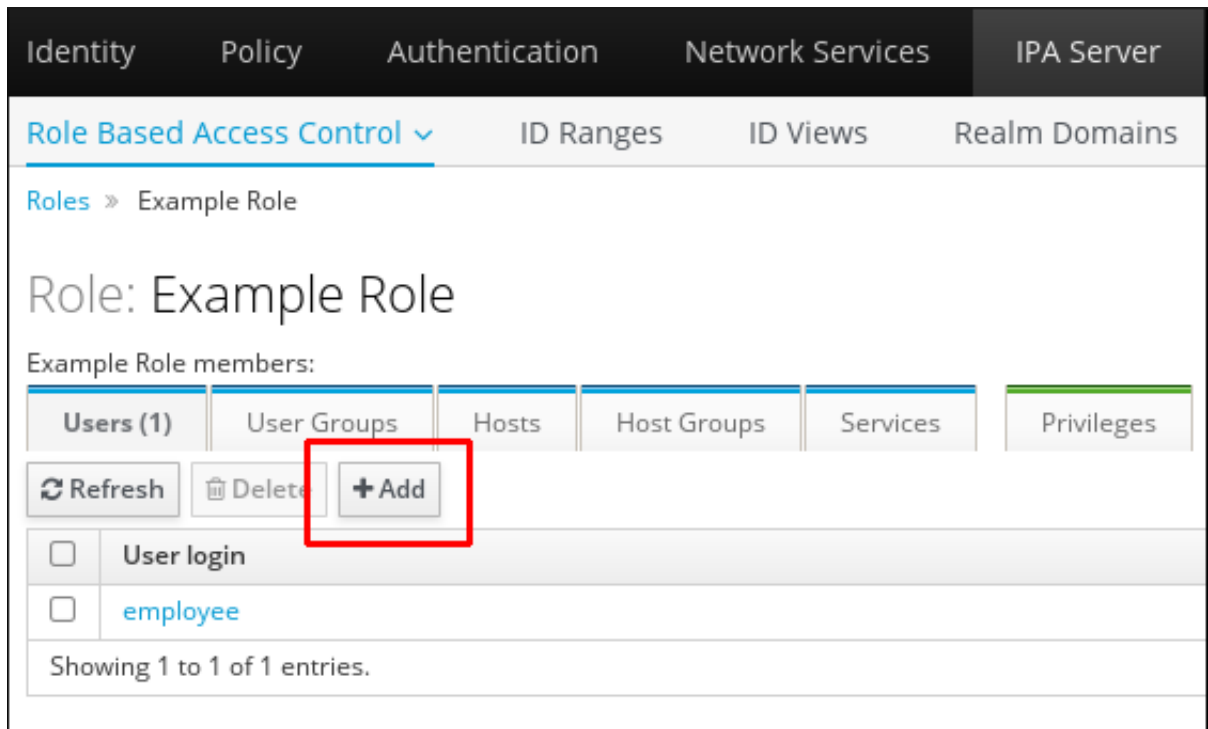 Identity Policy Authentication Network Services IPA Server
Role Based Access Control ID Ranges ID Views Realm Domains
Roles » Example Role
Role: Example Role
Example Role members:
Users (1) User Groups Hosts Host Groups Services Privileges
Refresh Delete + Add
User login
employee
Showing 1 to 1 of 1 entries.